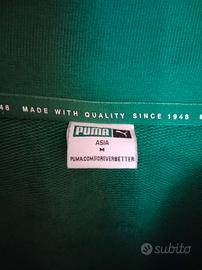 48 MADE WITH QUALITY SINCE 1948
PUMA
ASIA
M
PUMA.COM/FOREVERBETTER
subito